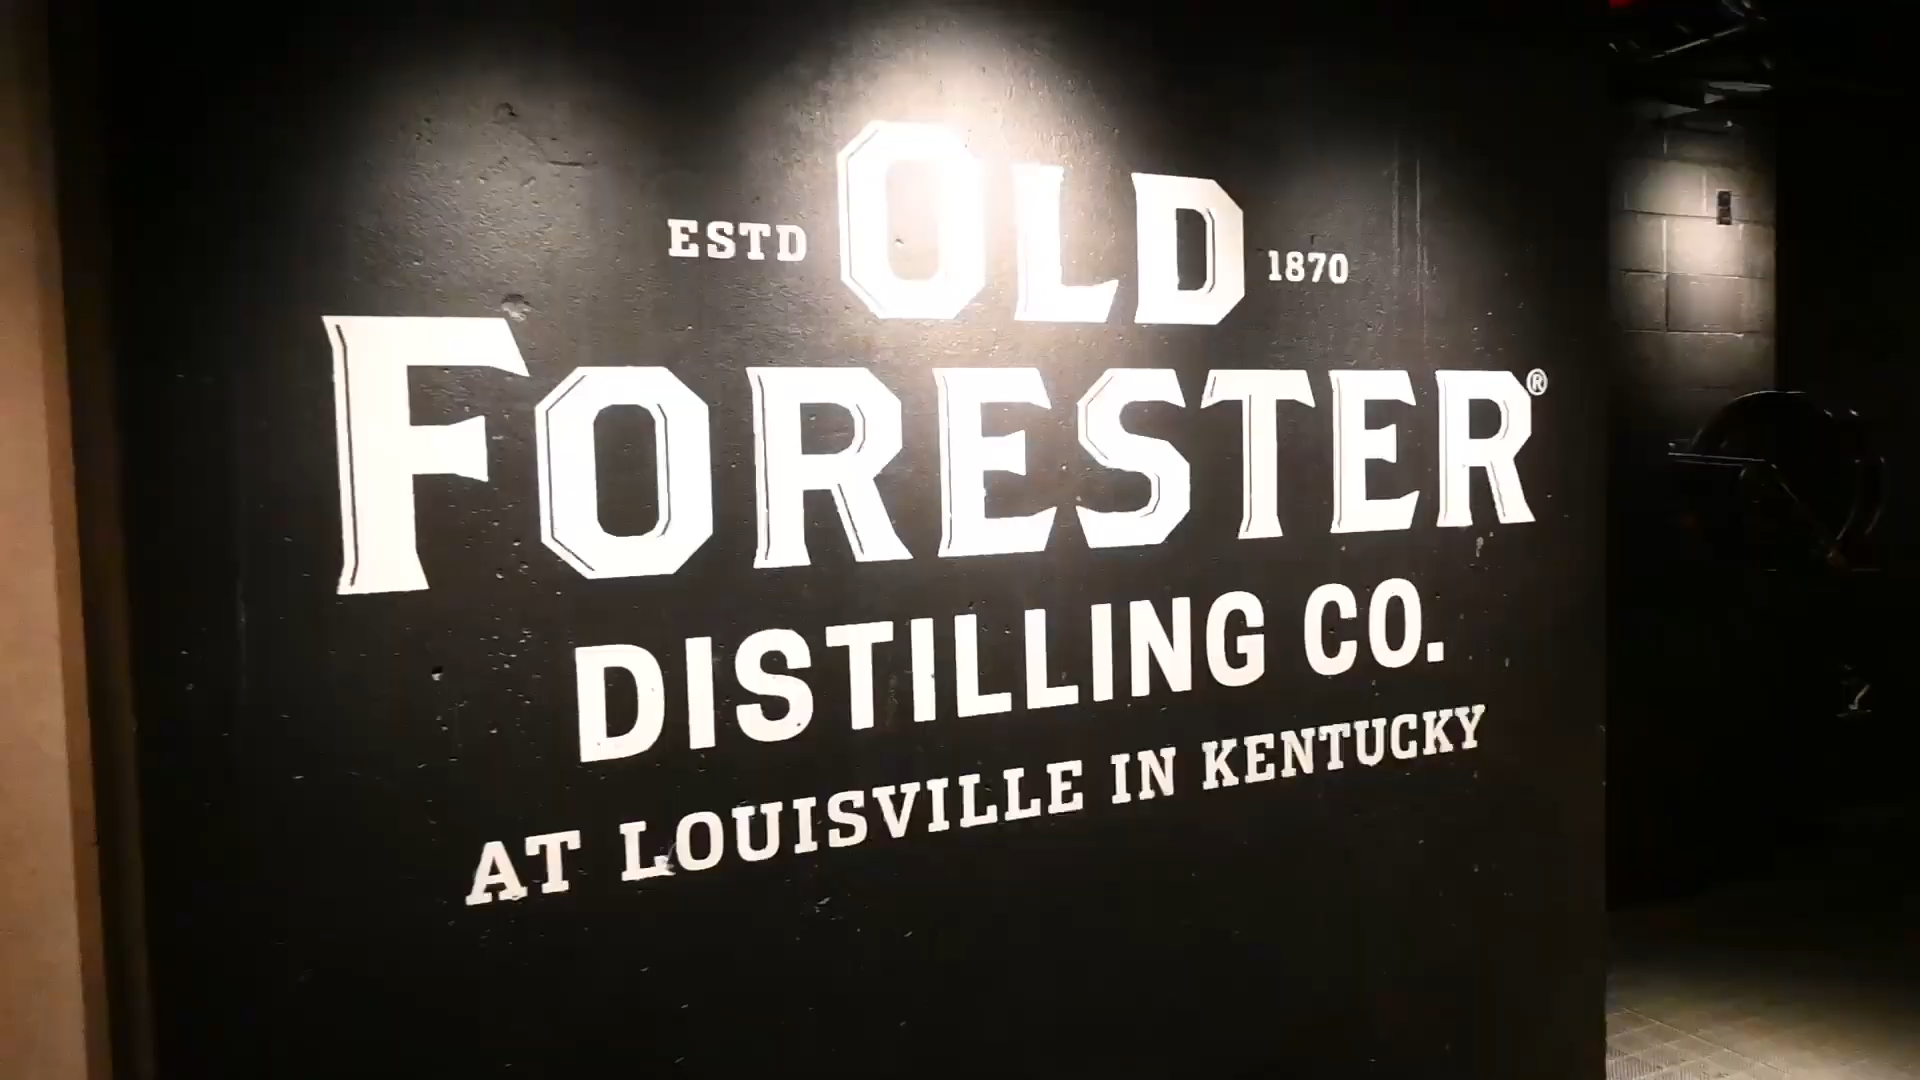 ESTD OLD 1870
FORESTER®
DISTILLING CO.
AT LOUISVILLE IN KENTUCKY